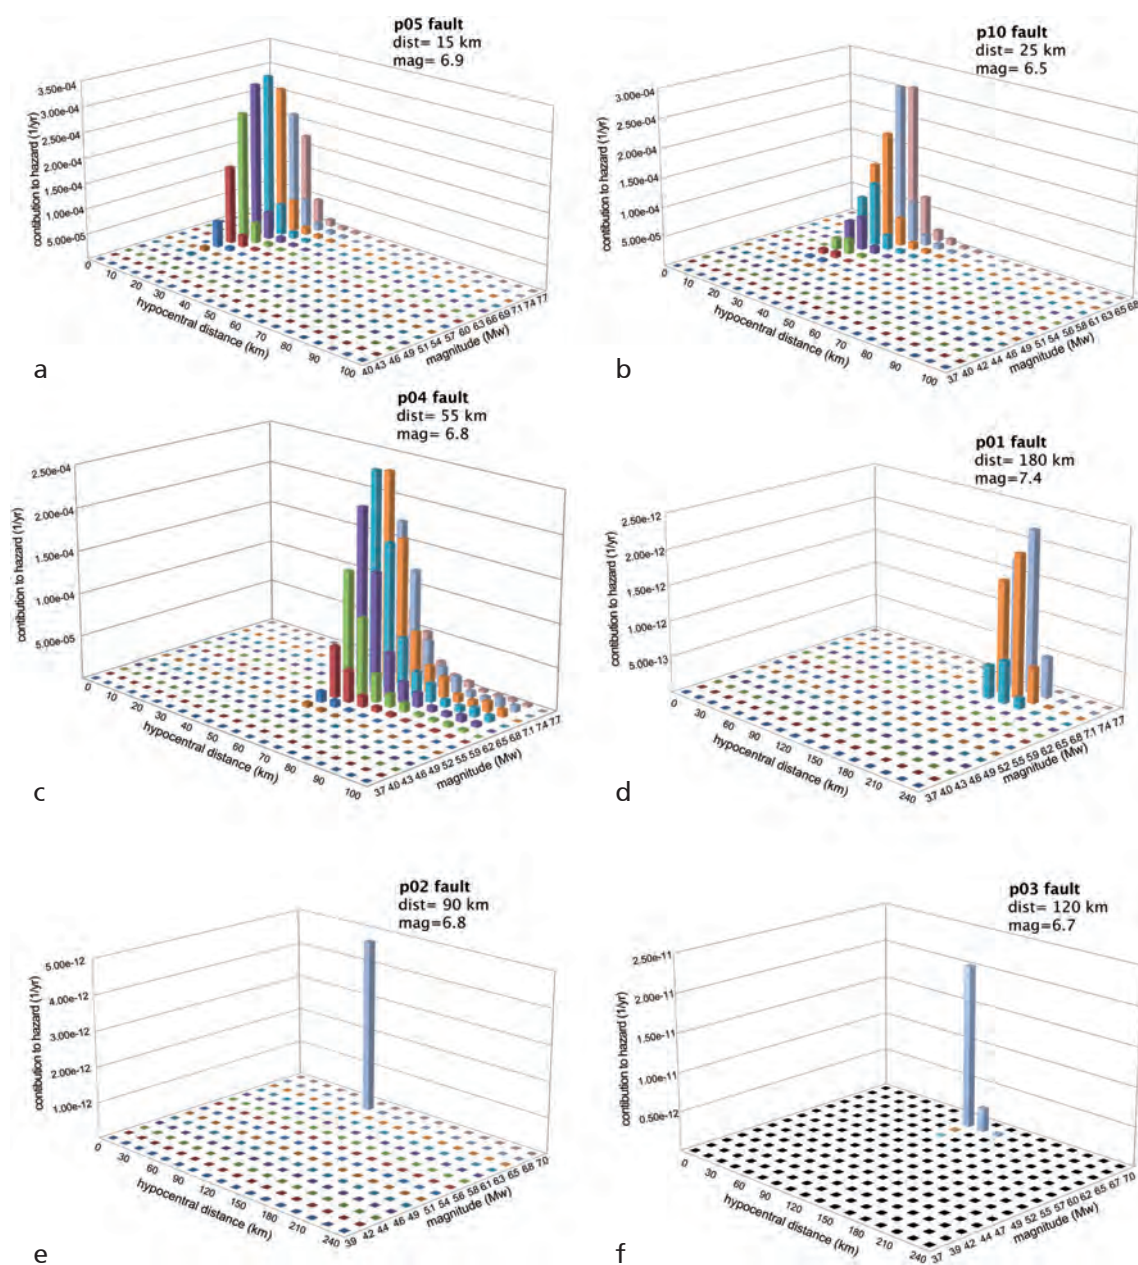 p05 fault
dist= 15 km
mag= 6.9
contibution to hazard (1/yr)
3.50e-04
3.00e-04
2.50e-04
2.00e-04
1.50e-04
1.00e-04
5.00e-05
0
10
20
30
40
50
60
70
80
90
100
hypocentral distance (km)
40 43 46 49 51 54 57 60 63 66 69 71 74 77
magnitude (Mw)
a
p10 fault
dist= 25 km
mag= 6.5
contibution to hazard (1/yr)
3.00e-04
2.50e-04
2.00e-04
1.50e-04
1.00e-04
5.00e-05
0
10
20
30
40
50
60
70
80
90
100
hypocentral distance (km)
37 40 42 44 46 49 51 54 56 58 61 63 65 68
magnitude (Mw)
b
p04 fault
dist= 55 km
mag= 6.8
contibution to hazard (1/yr)
2.50e-04
2.00e-04
1.50e-04
1.00e-04
5.00e-05
0
10
20
30
40
50
60
70
80
90
100
hypocentral distance (km)
37 40 43 46 49 52 55 59 62 65 68 7.1 7.4 7.7
magnitude (Mw)
c
p01 fault
dist= 180 km
mag=7.4
contibution to hazard (1/yr)
2.50e-12
2.00e-12
1.50e-12
1.00e-12
5.00e-13
0
30
60
90
120
150
180
210
240
hypocentral distance (km)
37 40 43 46 49 52 55 59 62 65 68 7.1 7.4 7.7
magnitude (Mw)
d
p02 fault
dist= 90 km
mag=6.8
contibution to hazard (1/yr)
5.00e-12
4.00e-12
3.00e-12
2.00e-12
1.00e-12
0
30
60
90
120
150
180
210
240
hypocentral distance (km)
39 42 44 46 49 51 54 56 58 61 63 65 68 7.0
magnitude (Mw)
e
p03 fault
dist= 120 km
mag=6.7
contibution to hazard (1/yr)
2.50e-11
2.00e-11
1.50e-11
1.00e-11
0.50e-12
0
30
60
90
120
150
180
210
240
hypocentral distance (km)
37 39 42 44 47 49 52 55 57 60 62 65 67 70
magnitude (Mw)
f